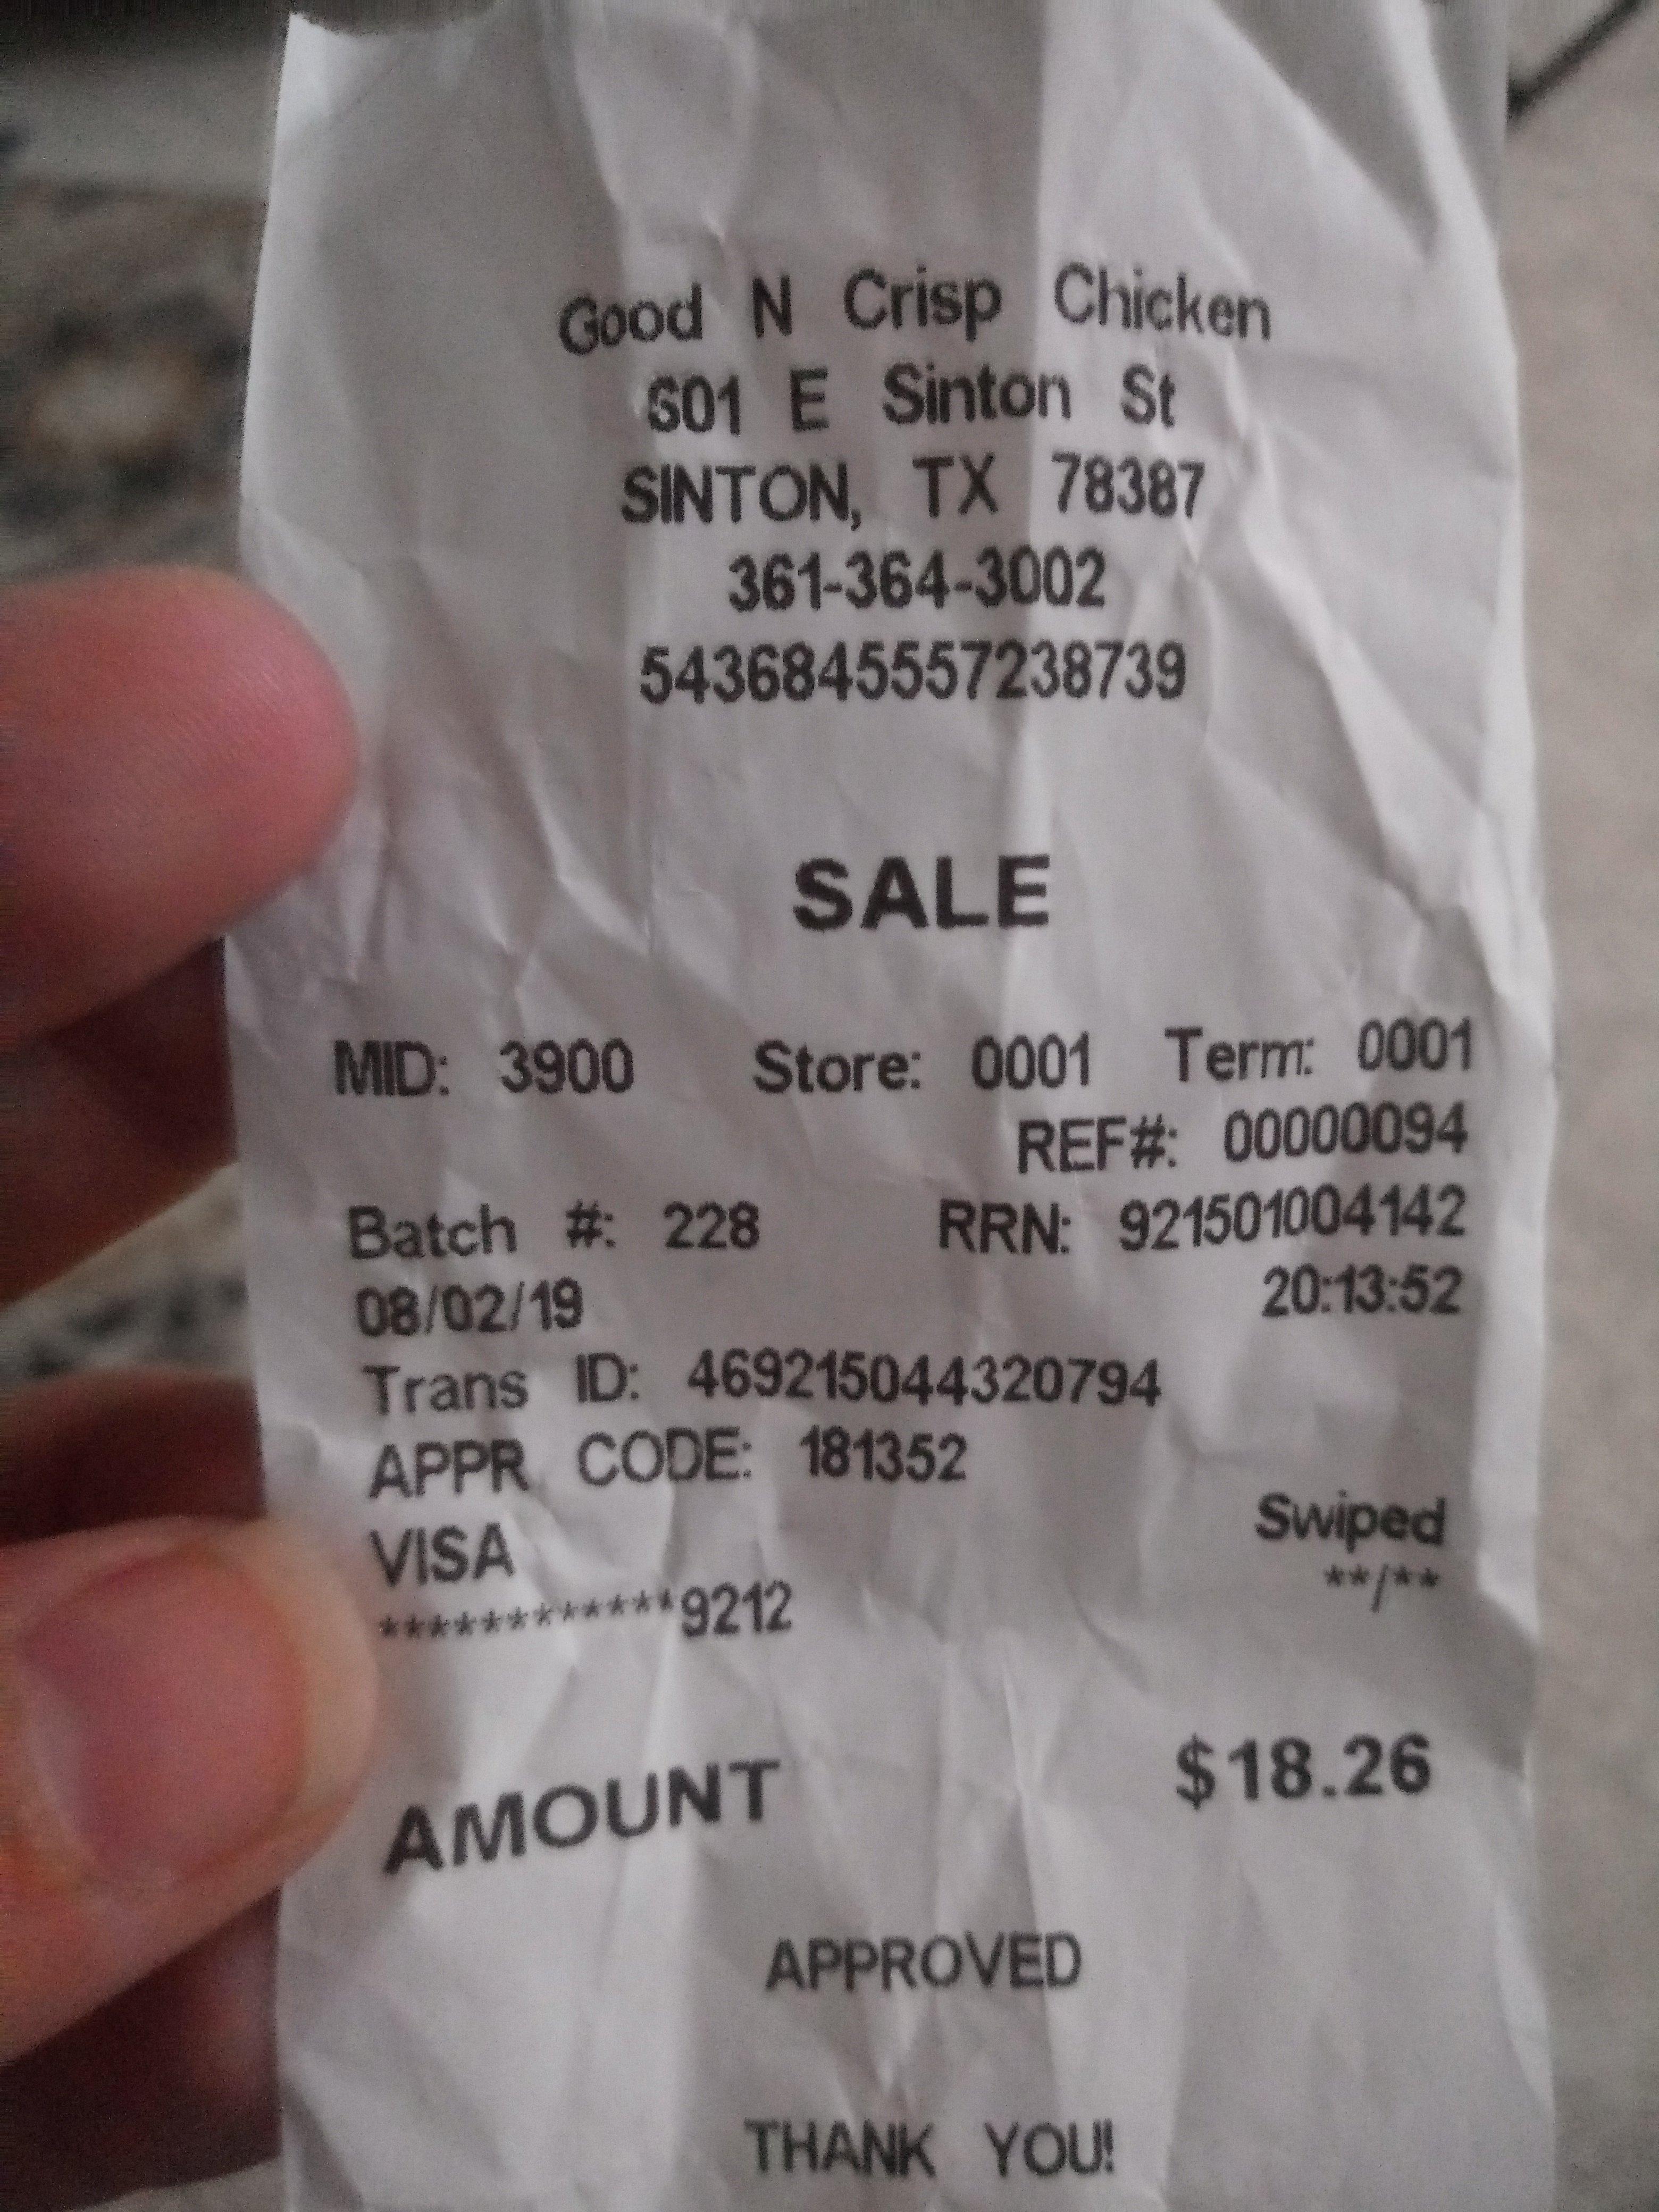 Good N Crisp Chicken
601 E Sinton St
SINTON, TX 78387
361-364-3002
5436845557238739
SALE
MID: 3900 Store: 0001 Term: 0001
REF#: 00000094
Batch #: 228 RRN: 921501004142
08/02/19 20:13:52
Trans ID: 469215044320794
APPR CODE: 181352
VISA Swiped
************9212 **/**
AMOUNT $18.26
APPROVED
THANK YOU!